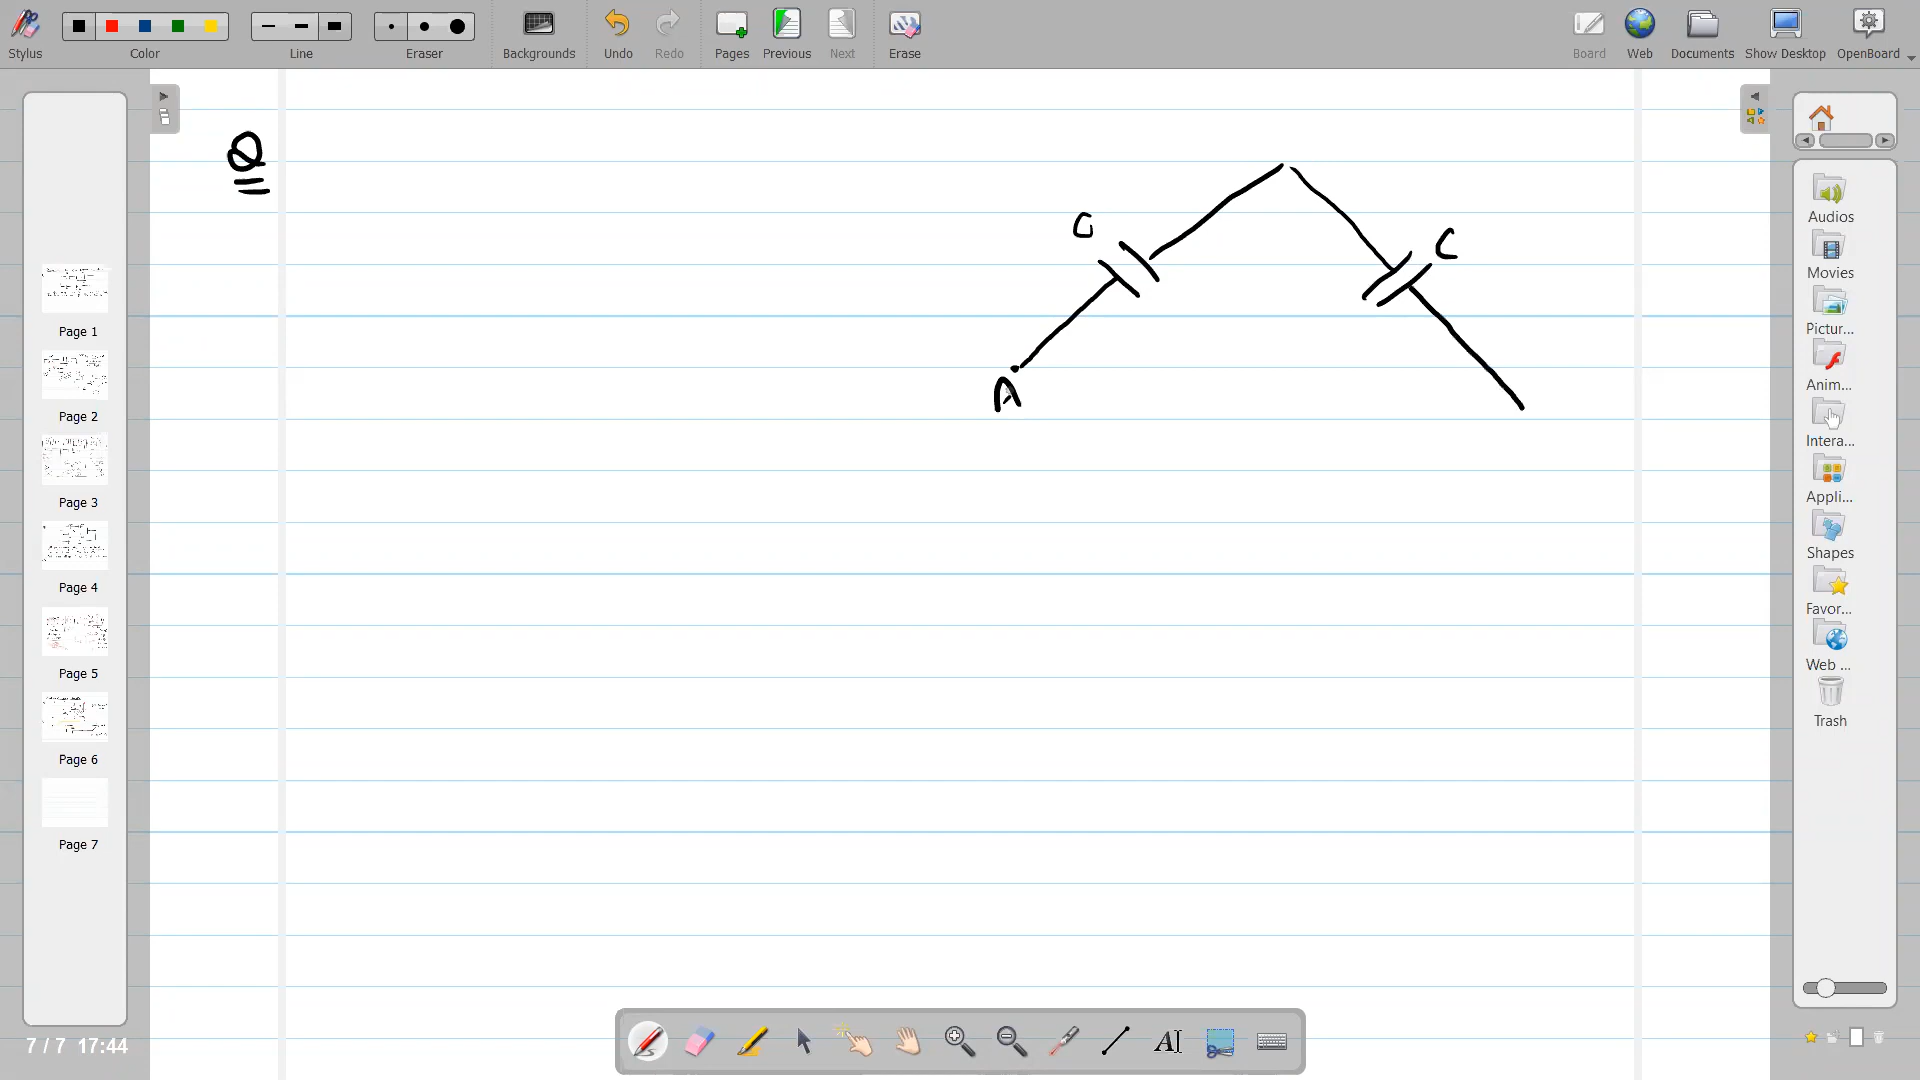 Stylus Color Line Eraser Backgrounds Undo Redo Pages Previous Next Erase Board Web Documents Show Desktop OpenBoard
Q
C
C
A
Page 1
Page 2
Page 3
Page 4
Page 5
Page 6
Page 7
7 / 7 17:44
Audios
Movies
Pictur...
Anim...
Intera...
Appli...
Shapes
Favor...
Web ...
Trash